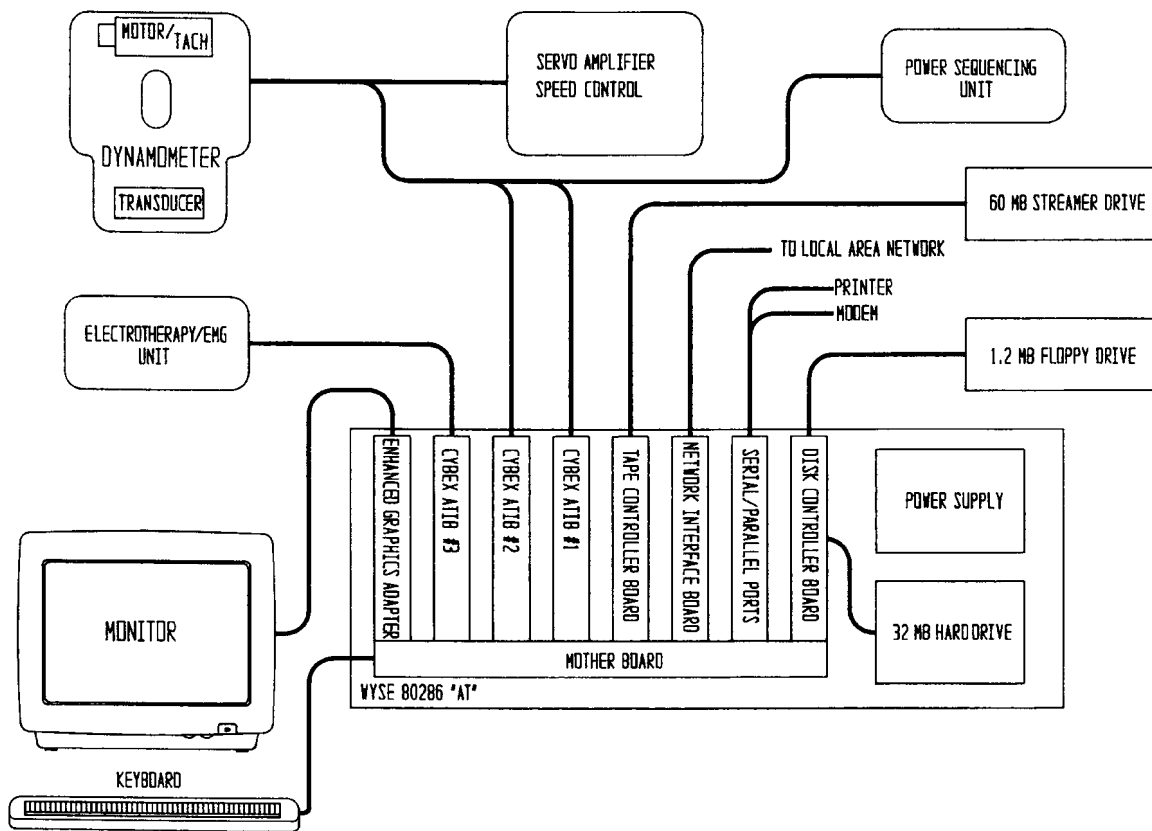 MOTOR/TACH
SERVO AMPLIFIER
SPEED CONTROL
POWER SEQUENCING
UNIT
DYNAMOMETER
TRANSDUCER
60 MB STREAMER DRIVE
TO LOCAL AREA NETWORK
PRINTER
MODEM
ELECTROTHERAPY/EMG
UNIT
1.2 MB FLOPPY DRIVE
ENHANCED GRAPHICS ADAPTER
CYBEX ATIB #3
CYBEX ATIB #2
CYBEX ATIB #1
TAPE CONTROLLER BOARD
NETWORK INTERFACE BOARD
SERIAL/PARALLEL PORTS
DISK CONTROLLER BOARD
POWER SUPPLY
32 MB HARD DRIVE
MONITOR
MOTHER BOARD
WYSE 80286 "AT"
KEYBOARD